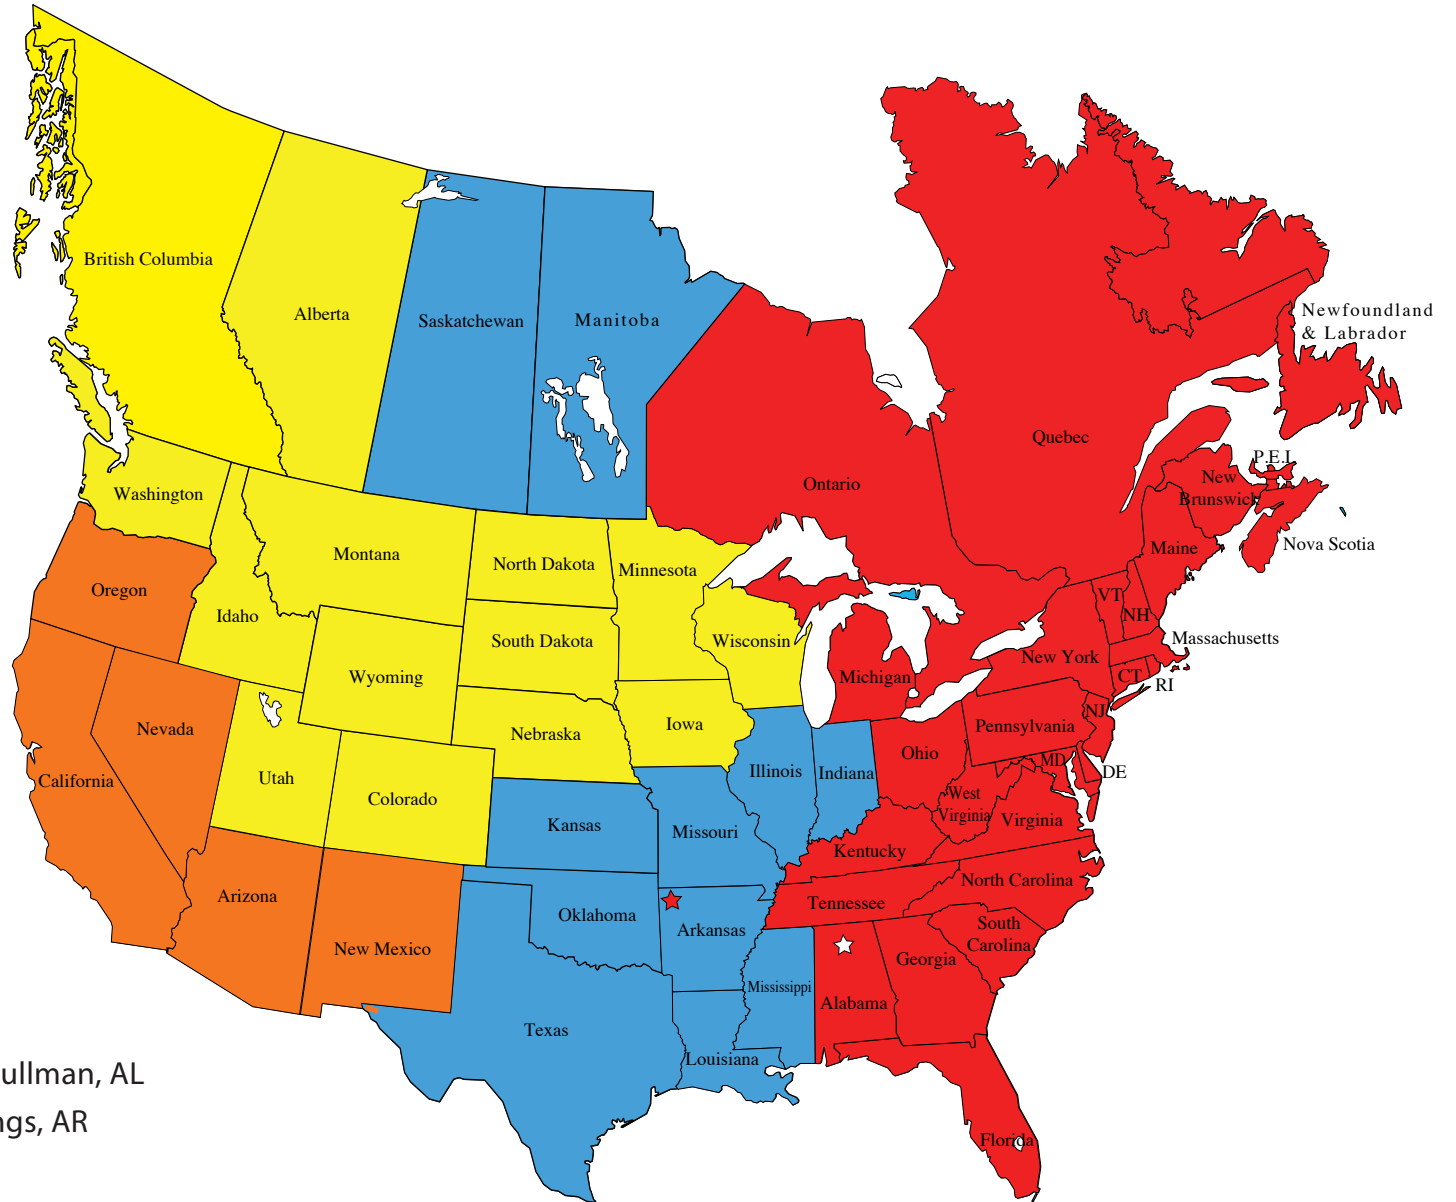 British Columbia
Alberta
Saskatchewan
Manitoba
Newfoundland
& Labrador
Quebec
Ontario
P.E.I.
New
Brunswick
Nova Scotia
Washington
Montana
North Dakota
Minnesota
Maine
Oregon
Idaho
South Dakota
Wisconsin
VT
NH
Massachusetts
Wyoming
Michigan
New York
CT
RI
Nevada
Nebraska
Iowa
Pennsylvania
NJ
California
Utah
Colorado
Illinois
Indiana
Ohio
MD
DE
West
Virginia
Virginia
Kansas
Missouri
Kentucky
North Carolina
Arizona
New Mexico
Oklahoma
Arkansas
Tennessee
South
Carolina
Georgia
Mississippi
Alabama
Texas
Louisiana
Florida
ullman, AL
ngs, AR